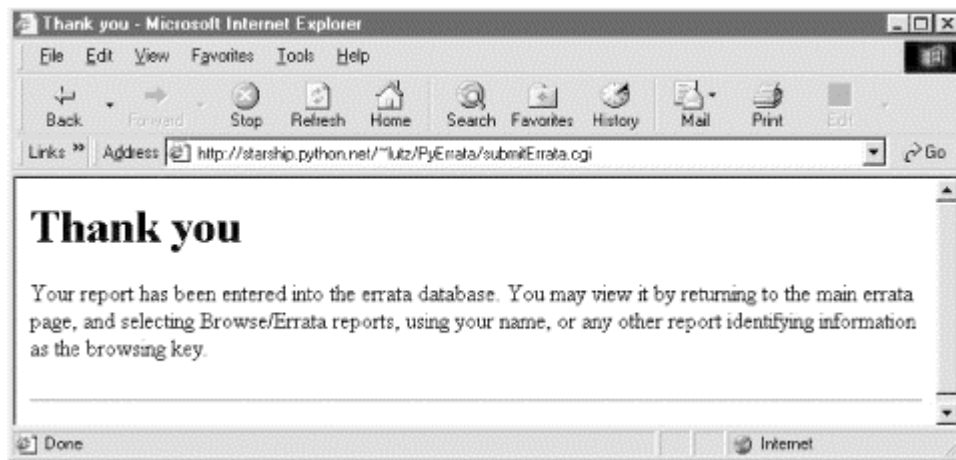 Thank you - Microsoft Internet Explorer
File Edit View Favorites Tools Help
Back Forward Stop Refresh Home Search Favorites History Mail Print Edit
Links » Address http://starship.python.net/~lutz/PyErrata/submitErrata.cgi Go
Thank you
Your report has been entered into the errata database. You may view it by returning to the main errata
page, and selecting Browse/Errata reports, using your name, or any other report identifying information
as the browsing key.
Done Internet